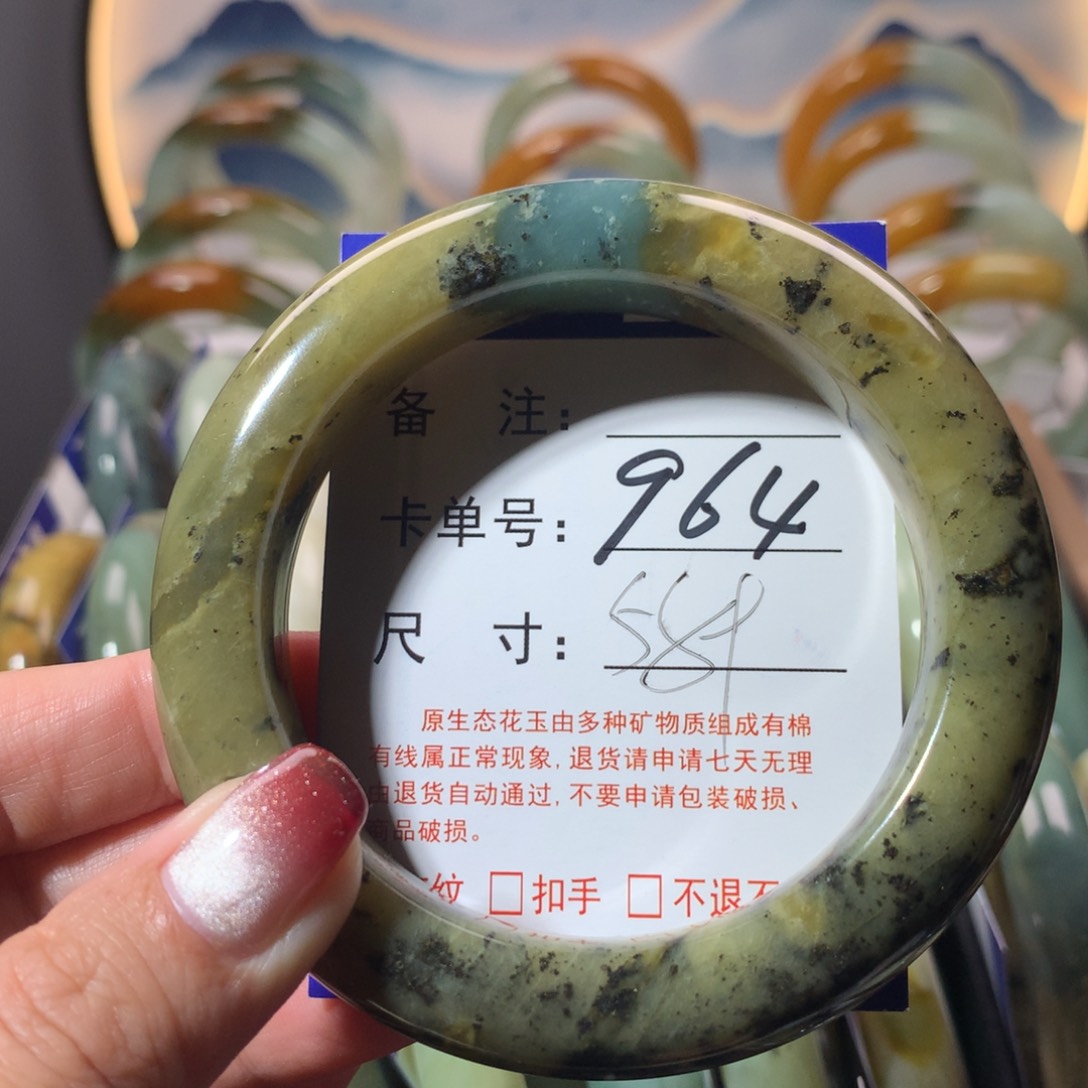 备 注:
卡单号: 964
尺 寸:
原生态花玉由多种矿物质组成有棉
有线属正常现象, 退货请申请七天无理
由退货自动通过, 不要申请包装破损、
商品破损。
纹 □扣手 □不退不